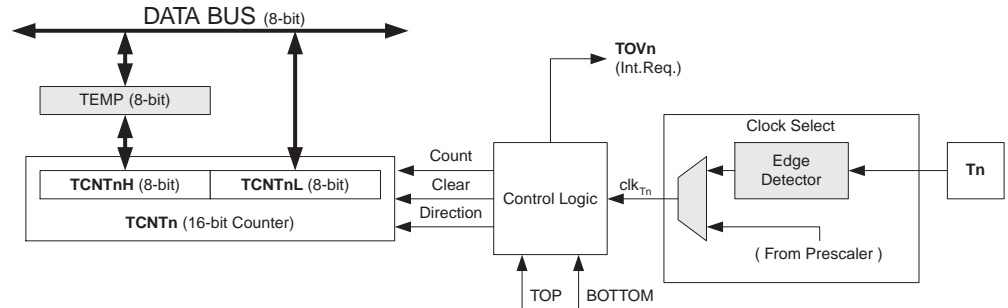 DATA BUS (8-bit)
TOVn
(Int.Req.)
TEMP (8-bit)
Clock Select
Count
TCNTnH (8-bit)
TCNTnL (8-bit)
Clear
Control Logic
clkTn
Edge
Detector
Tn
TCNTn (16-bit Counter)
Direction
( From Prescaler )
TOP
BOTTOM